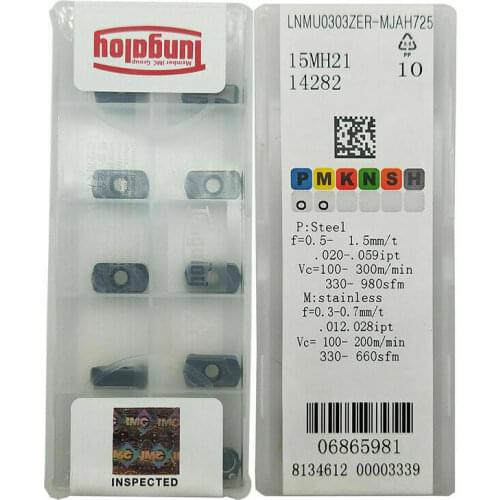 Tungaloy
Member IMC Group
IMC
INSPECTED
LNMU0303ZER-MJAH725
15MH21
14282
PP
10
P M K N S H
P:Steel
f=0.5- 1.5mm/t
.020-.059ipt
Vc=100- 300m/min
330- 980sfm
M:stainless
f=0.3-0.7mm/t
.012.028ipt
Vc= 100- 200m/min
330- 660sfm
06865981
8134612 00003339